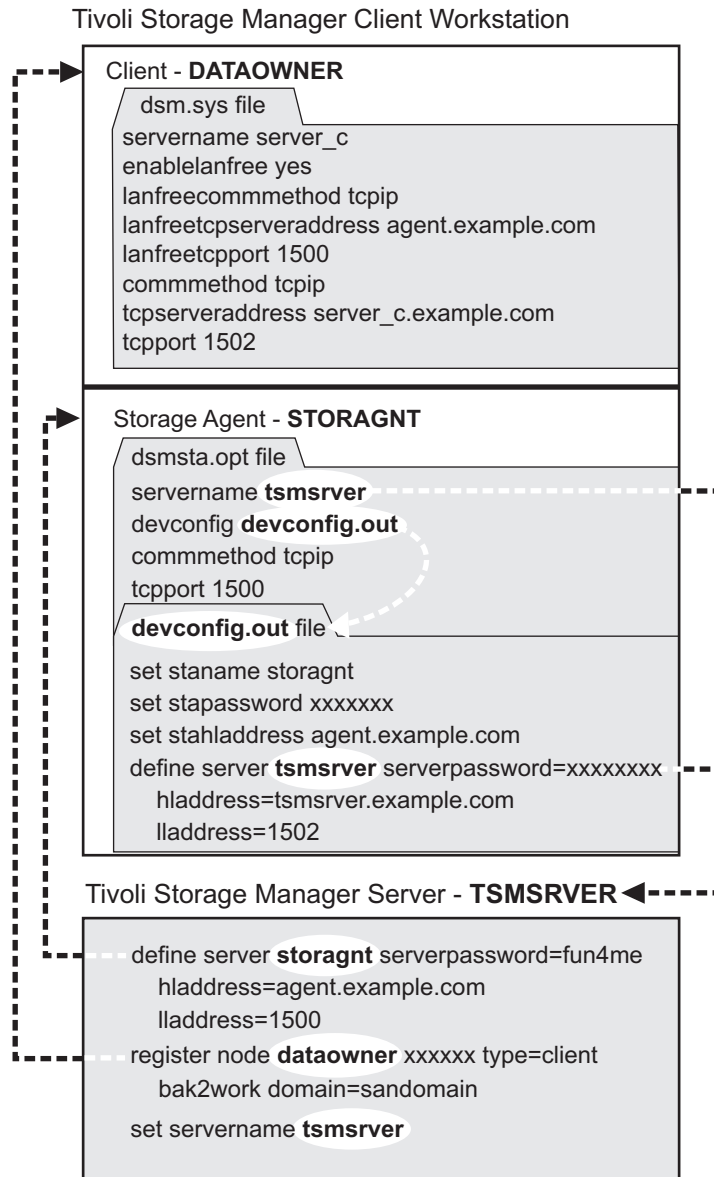 Tivoli Storage Manager Client Workstation
Client - DATAOWNER
dsm.sys file
servername server_c
enablelanfree yes
lanfreecommmethod tcpip
lanfreetcpserveraddress agent.example.com
lanfreetcpport 1500
commmethod tcpip
tcpserveraddress server_c.example.com
tcpport 1502
Storage Agent - STORAGNT
dsmsta.opt file
servername tsmsrver
devconfig devconfig.out
commmethod tcpip
tcpport 1500
devconfig.out file
set staname storagnt
set stapassword xxxxxxx
set stahladdress agent.example.com
define server tsmsrver serverpassword=xxxxxxxx
hladdress=tsmsrver.example.com
lladdress=1502
Tivoli Storage Manager Server - TSMSRVER
define server storagnt serverpassword=fun4me
hladdress=agent.example.com
lladdress=1500
register node dataowner xxxxxx type=client
bak2work domain=sandomain
set servername tsmsrver